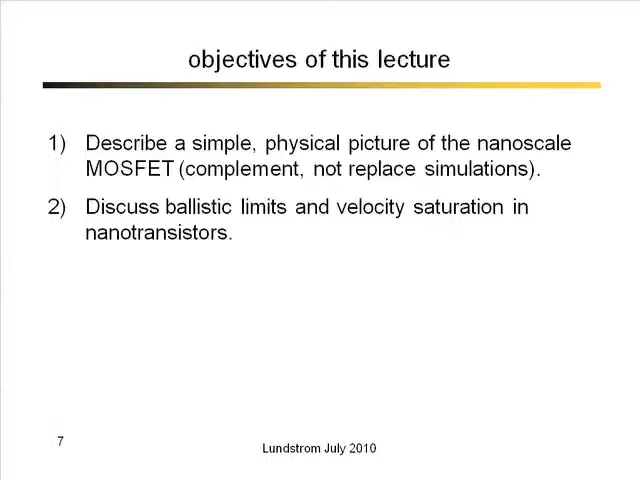 objectives of this lecture
1) Describe a simple, physical picture of the nanoscale
MOSFET (complement, not replace simulations).
2) Discuss ballistic limits and velocity saturation in
nanotransistors.
7
Lundstrom July 2010